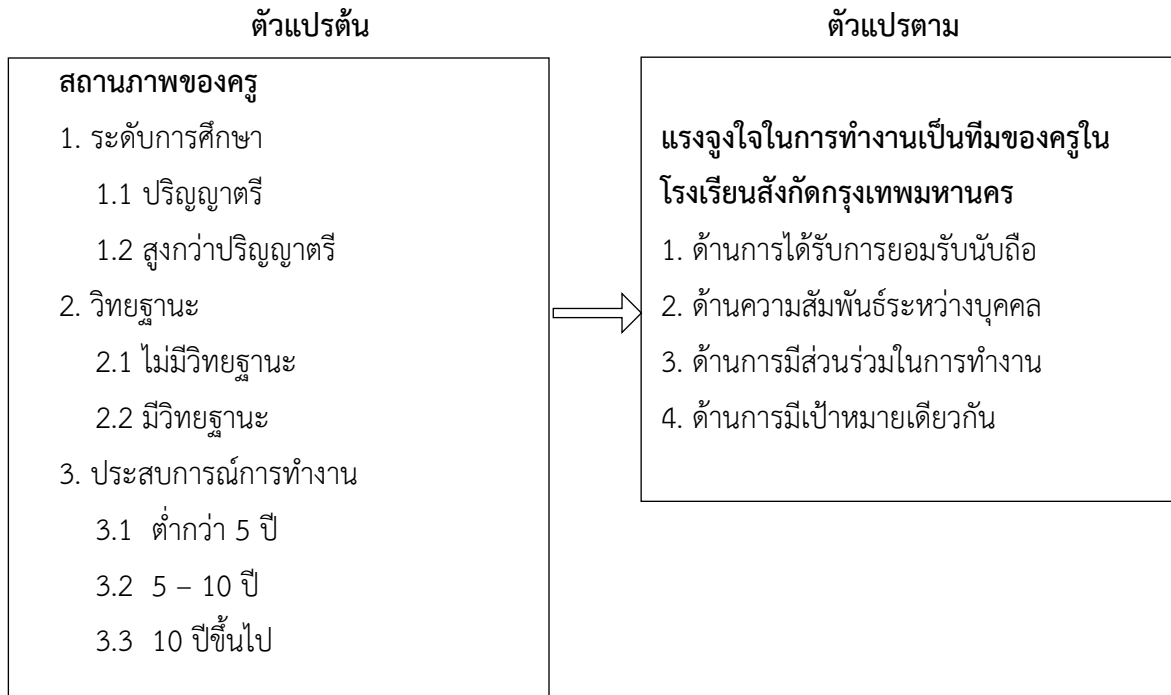 ตัวแปรต้น
สถานภาพของครู
1. ระดับการศึกษา
1.1 ปริญญาตรี
1.2 สูงกว่าปริญญาตรี
2. วิทยฐานะ
2.1 ไม่มีวิทยฐานะ
2.2 มีวิทยฐานะ
3. ประสบการณ์การทำงาน
3.1 ต่ำกว่า 5 ปี
3.2 5 – 10 ปี
3.3 10 ปีขึ้นไป
ตัวแปรตาม
แรงจูงใจในการทำงานเป็นทีมของครูใน
โรงเรียนสังกัดกรุงเทพมหานคร
1. ด้านการได้รับการยอมรับนับถือ
2. ด้านความสัมพันธ์ระหว่างบุคคล
3. ด้านการมีส่วนร่วมในการทำงาน
4. ด้านการมีเป้าหมายเดียวกัน